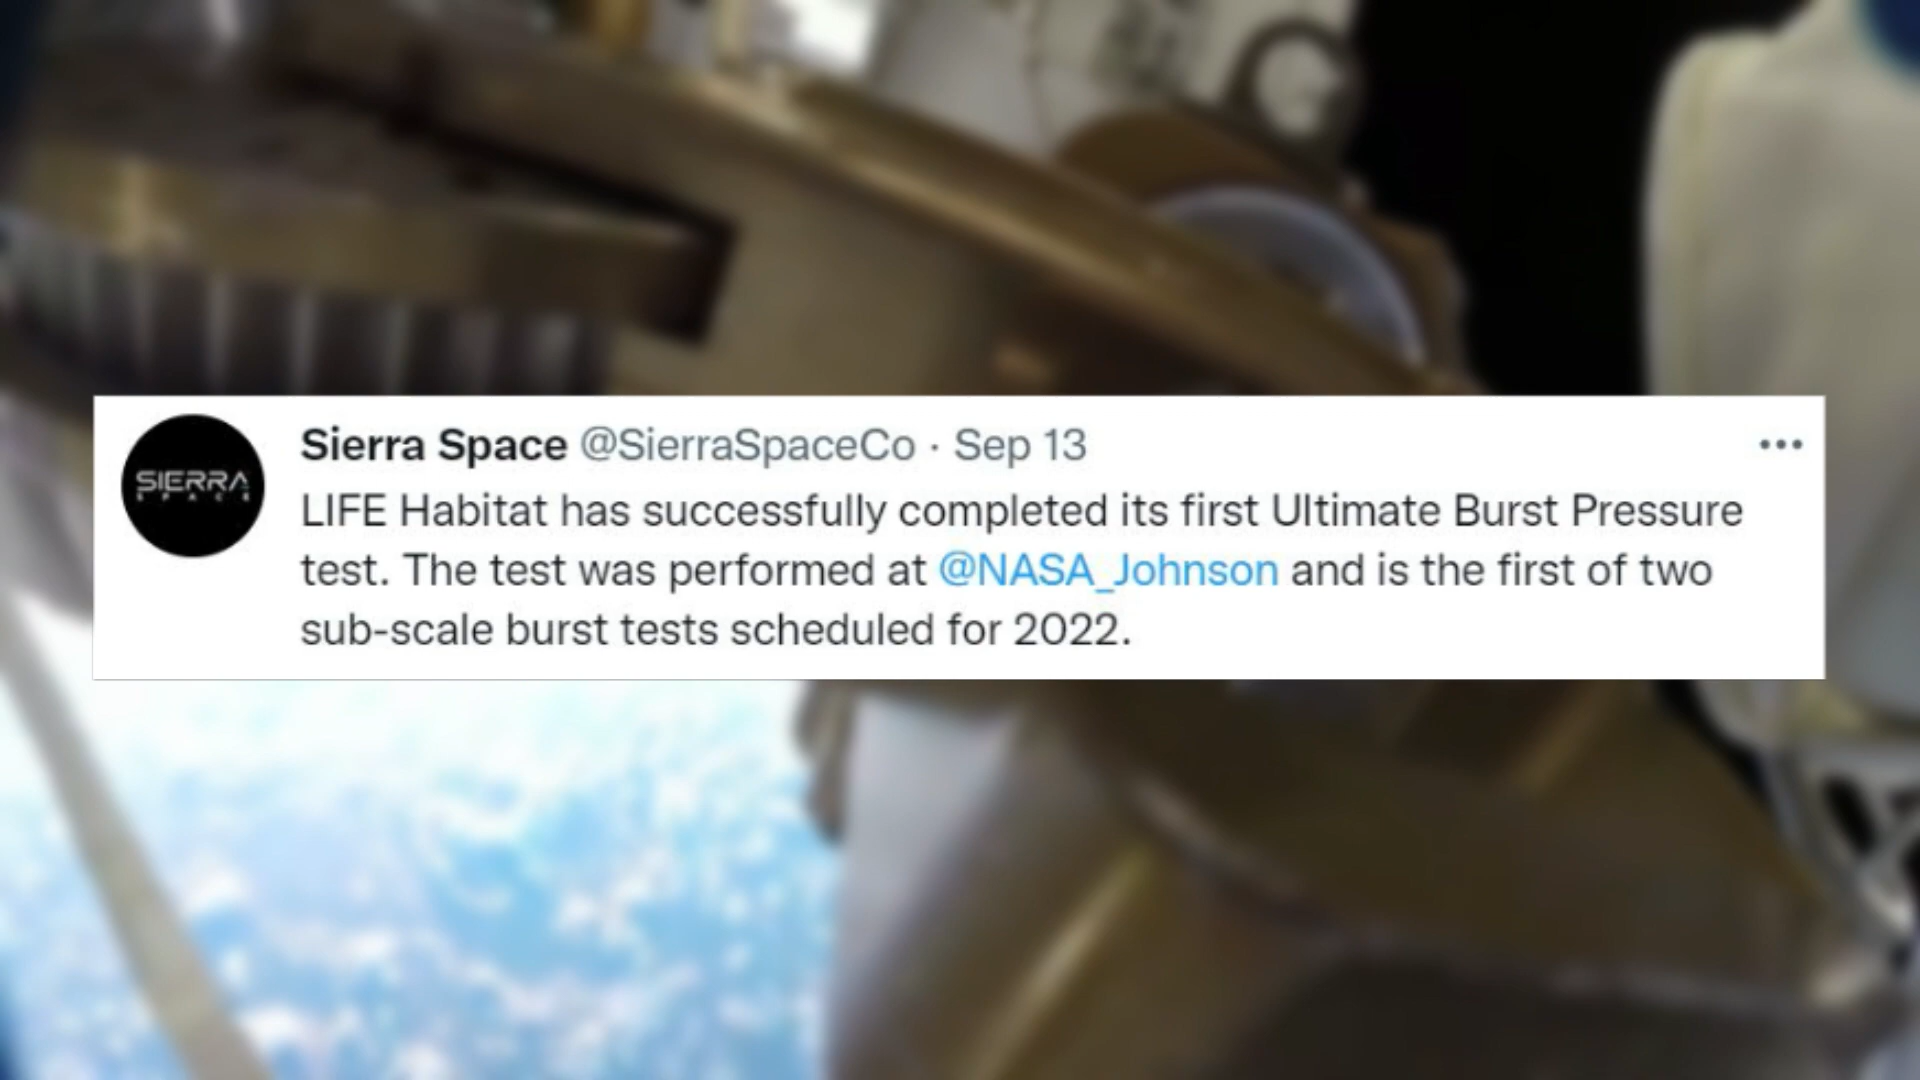 SIERRA
SPACE
Sierra Space @SierraSpaceCo · Sep 13
LIFE Habitat has successfully completed its first Ultimate Burst Pressure
test. The test was performed at @NASA_Johnson and is the first of two
sub-scale burst tests scheduled for 2022.